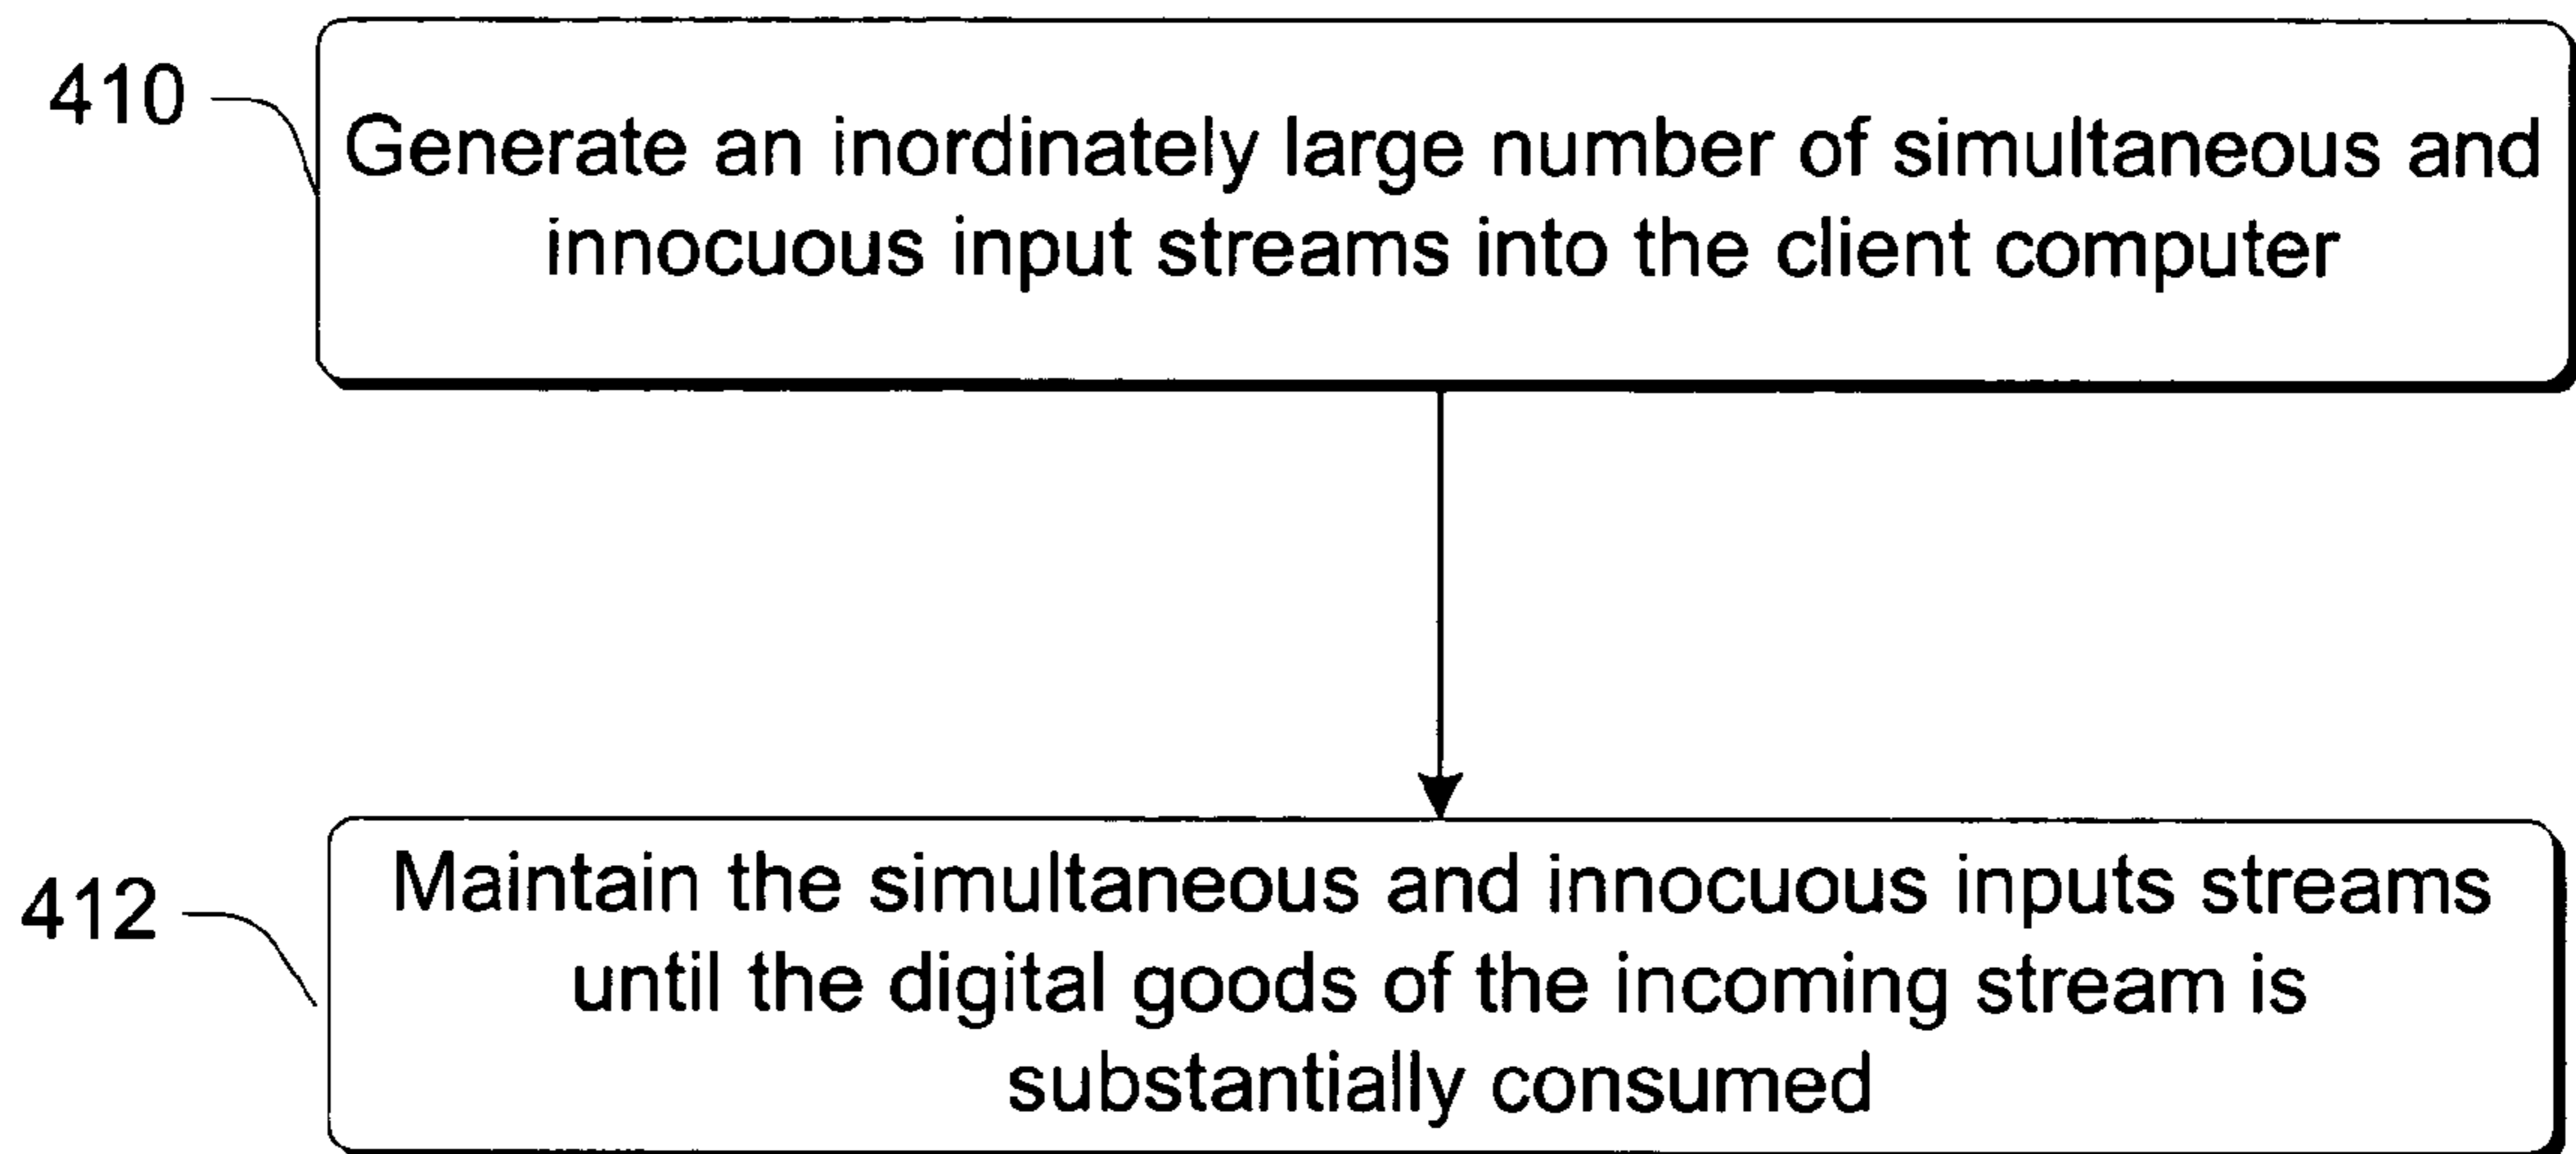 410
Generate an inordinately large number of simultaneous and
innocuous input streams into the client computer
412
Maintain the simultaneous and innocuous inputs streams
until the digital goods of the incoming stream is
substantially consumed